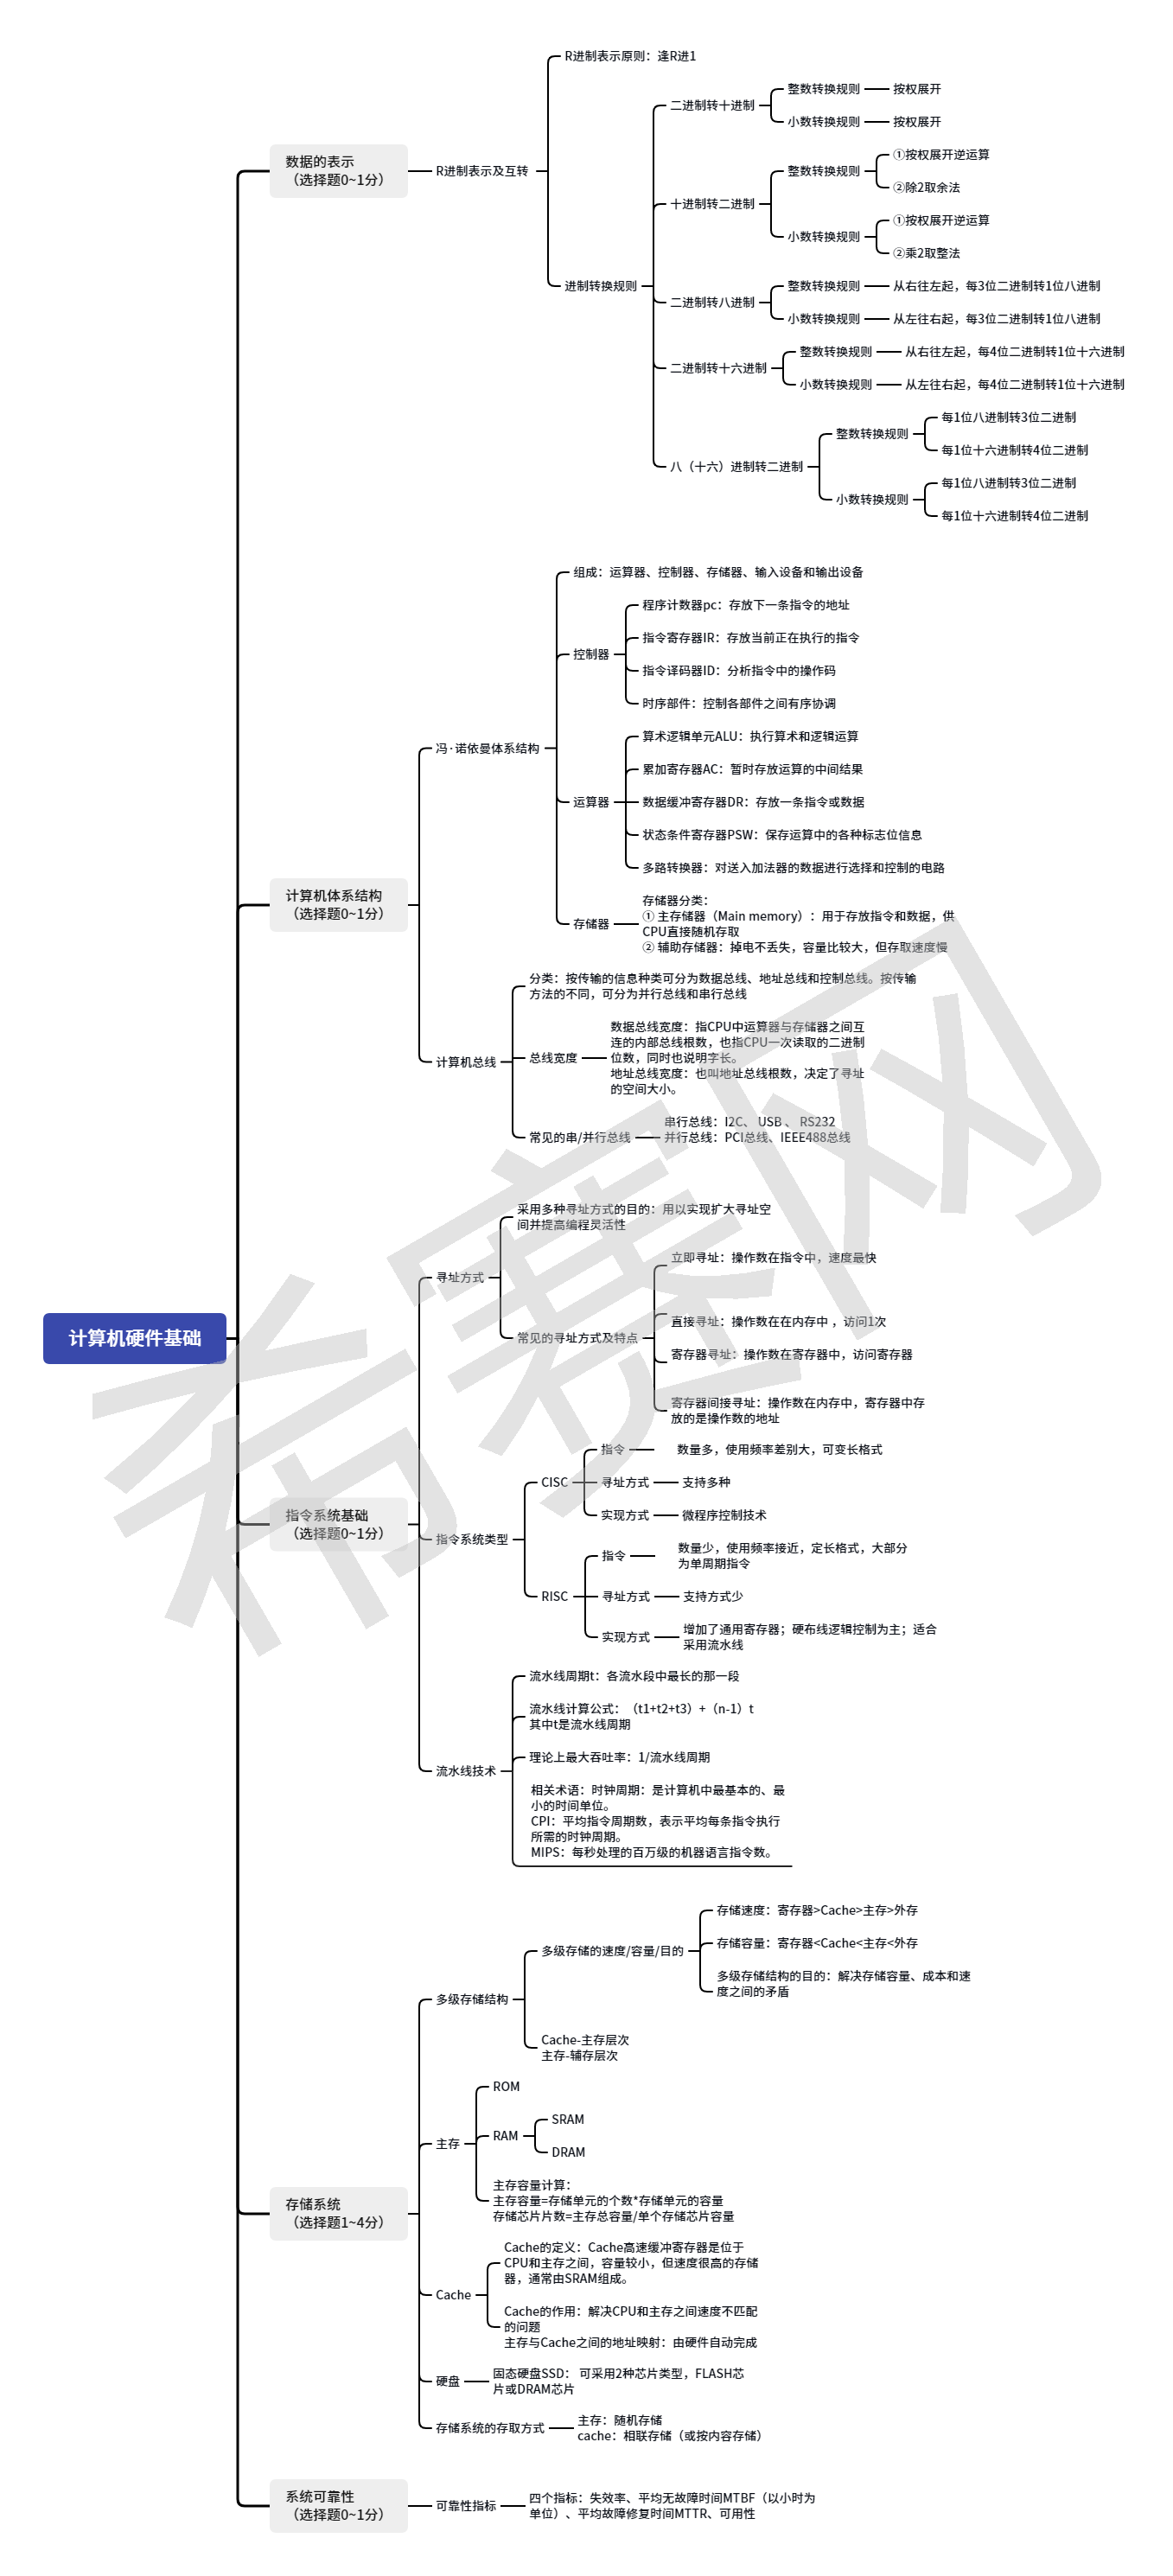 计算机硬件基础
数据的表示
（选择题0~1分）
R进制表示及互转
R进制表示原则：逢R进1
进制转换规则
二进制转十进制
整数转换规则
按权展开
小数转换规则
按权展开
十进制转二进制
整数转换规则
①按权展开逆运算
②除2取余法
小数转换规则
①按权展开逆运算
②乘2取整法
二进制转八进制
整数转换规则
从右往左起，每3位二进制转1位八进制
小数转换规则
从左往右起，每3位二进制转1位八进制
二进制转十六进制
整数转换规则
从右往左起，每4位二进制转1位十六进制
小数转换规则
从左往右起，每4位二进制转1位十六进制
八（十六）进制转二进制
整数转换规则
每1位八进制转3位二进制
每1位十六进制转4位二进制
小数转换规则
每1位八进制转3位二进制
每1位十六进制转4位二进制
计算机体系结构
（选择题0~1分）
冯·诺依曼体系结构
组成：运算器、控制器、存储器、输入设备和输出设备
控制器
程序计数器pc：存放下一条指令的地址
指令寄存器IR：存放当前正在执行的指令
指令译码器ID：分析指令中的操作码
时序部件：控制各部件之间有序协调
运算器
算术逻辑单元ALU：执行算术和逻辑运算
累加寄存器AC：暂时存放运算的中间结果
数据缓冲寄存器DR：存放一条指令或数据
状态条件寄存器PSW：保存运算中的各种标志位信息
多路转换器：对送入加法器的数据进行选择和控制的电路
存储器
存储器分类：
① 主存储器（Main memory）：用于存放指令和数据，供
CPU直接随机存取
② 辅助存储器：掉电不丢失，容量比较大，但存取速度慢
计算机总线
分类：按传输的信息种类可分为数据总线、地址总线和控制总线。按传输
方法的不同，可分为并行总线和串行总线
总线宽度
数据总线宽度：指CPU中运算器与存储器之间互
连的内部总线根数，也指CPU一次读取的二进制
位数，同时也说明字长。
地址总线宽度：也叫地址总线根数，决定了寻址
的空间大小。
常见的串/并行总线
串行总线：I2C、 USB 、 RS232
并行总线：PCI总线、IEEE488总线
指令系统基础
（选择题0~1分）
寻址方式
采用多种寻址方式的目的：用以实现扩大寻址空
间并提高编程灵活性
常见的寻址方式及特点
立即寻址：操作数在指令中，速度最快
直接寻址：操作数在在内存中 ，访问1次
寄存器寻址：操作数在寄存器中，访问寄存器
寄存器间接寻址：操作数在内存中，寄存器中存
放的是操作数的地址
指令系统类型
CISC
指令
数量多，使用频率差别大，可变长格式
寻址方式
支持多种
实现方式
微程序控制技术
RISC
指令
数量少，使用频率接近，定长格式，大部分
为单周期指令
寻址方式
支持方式少
实现方式
增加了通用寄存器；硬布线逻辑控制为主；适合
采用流水线
流水线技术
流水线周期t：各流水段中最长的那一段
流水线计算公式：（t1+t2+t3）+（n-1）t
其中t是流水线周期
理论上最大吞吐率：1/流水线周期
相关术语：时钟周期：是计算机中最基本的、最
小的时间单位。
CPI：平均指令周期数，表示平均每条指令执行
所需的时钟周期。
MIPS：每秒处理的百万级的机器语言指令数。
存储系统
（选择题1~4分）
多级存储结构
多级存储的速度/容量/目的
存储速度：寄存器>Cache>主存>外存
存储容量：寄存器<Cache<主存<外存
多级存储结构的目的：解决存储容量、成本和速
度之间的矛盾
Cache-主存层次
主存-辅存层次
主存
ROM
RAM
SRAM
DRAM
主存容量计算：
主存容量=存储单元的个数*存储单元的容量
存储芯片片数=主存总容量/单个存储芯片容量
Cache
Cache的定义：Cache高速缓冲寄存器是位于
CPU和主存之间，容量较小，但速度很高的存储
器，通常由SRAM组成。
Cache的作用：解决CPU和主存之间速度不匹配
的问题
主存与Cache之间的地址映射：由硬件自动完成
硬盘
固态硬盘SSD： 可采用2种芯片类型，FLASH芯
片或DRAM芯片
存储系统的存取方式
主存：随机存储
cache：相联存储（或按内容存储）
系统可靠性
（选择题0~1分）
可靠性指标
四个指标：失效率、平均无故障时间MTBF（以小时为
单位）、平均故障修复时间MTTR、可用性
希赛网